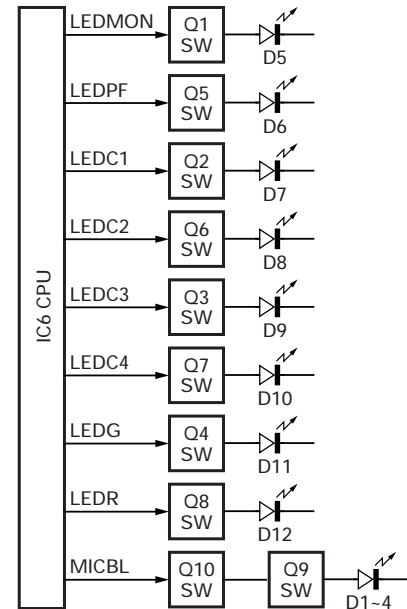 IC6 CPU
LEDMON
Q1
SW
D5
LEDPF
Q5
SW
D6
LEDC1
Q2
SW
D7
LEDC2
Q6
SW
D8
LEDC3
Q3
SW
D9
LEDC4
Q7
SW
D10
LEDG
Q4
SW
D11
LEDR
Q8
SW
D12
MICBL
Q10
SW
Q9
SW
D1~4